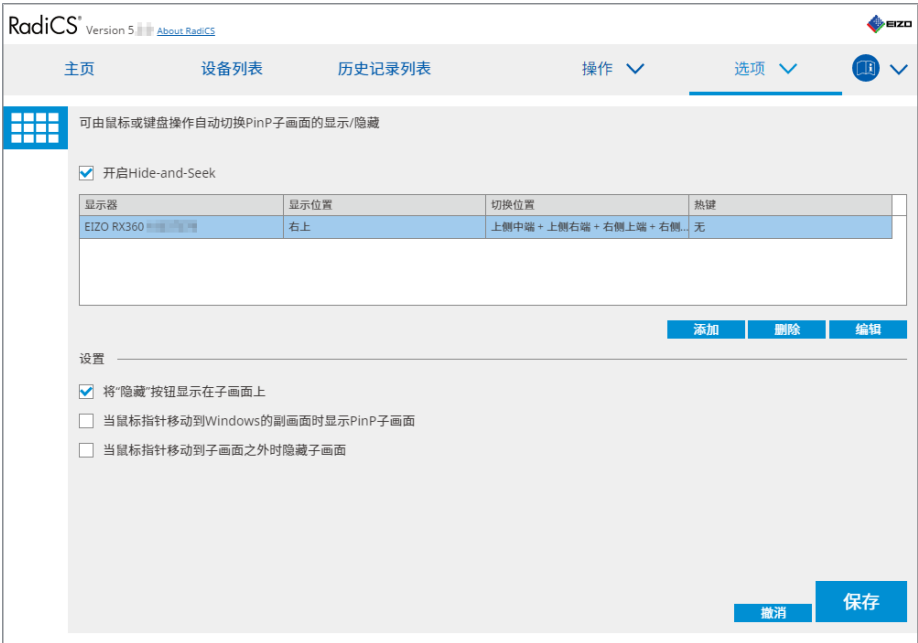 RadiCS® Version 5. About RadiCS
EIZO
主页 设备列表 历史记录列表 操作 选项
可由鼠标或键盘操作自动切换PinP子画面的显示/隐藏
开启Hide-and-Seek
显示器 显示位置 切换位置 热键
EIZO RX360 右上 上侧中端 + 上侧右端 + 右侧上端 + 右侧... 无
添加 删除 编辑
设置
将“隐藏”按钮显示在子画面上
当鼠标指针移动到Windows的副画面时显示PinP子画面
当鼠标指针移动到子画面之外时隐藏子画面
撤消 保存